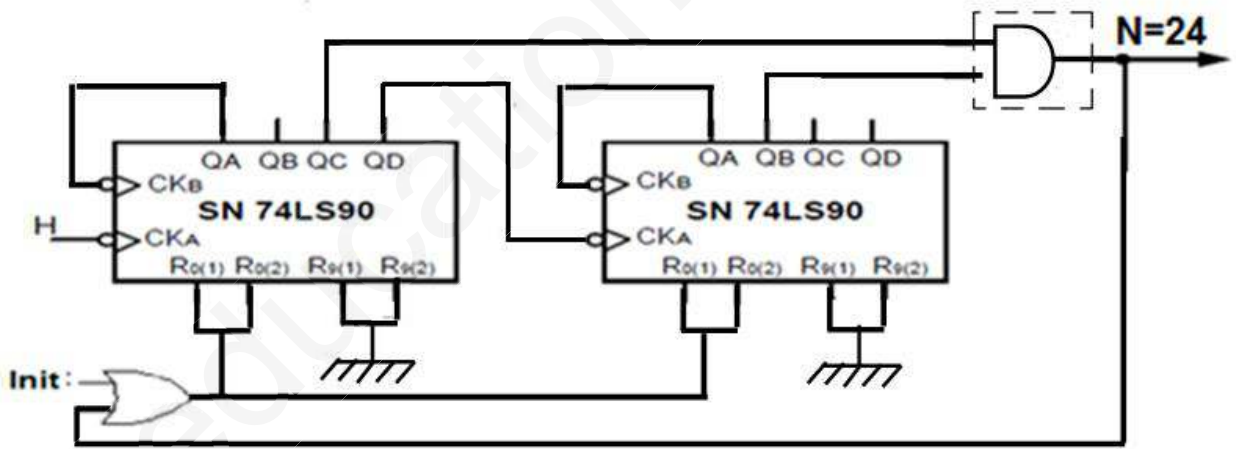 N=24
QA QB QC QD
QA QB QC QD
CKB
CKB
SN 74LS90
SN 74LS90
H
CKA
CKA
R0(1) R0(2) R9(1) R9(2)
R0(1) R0(2) R9(1) R9(2)
Init:
education